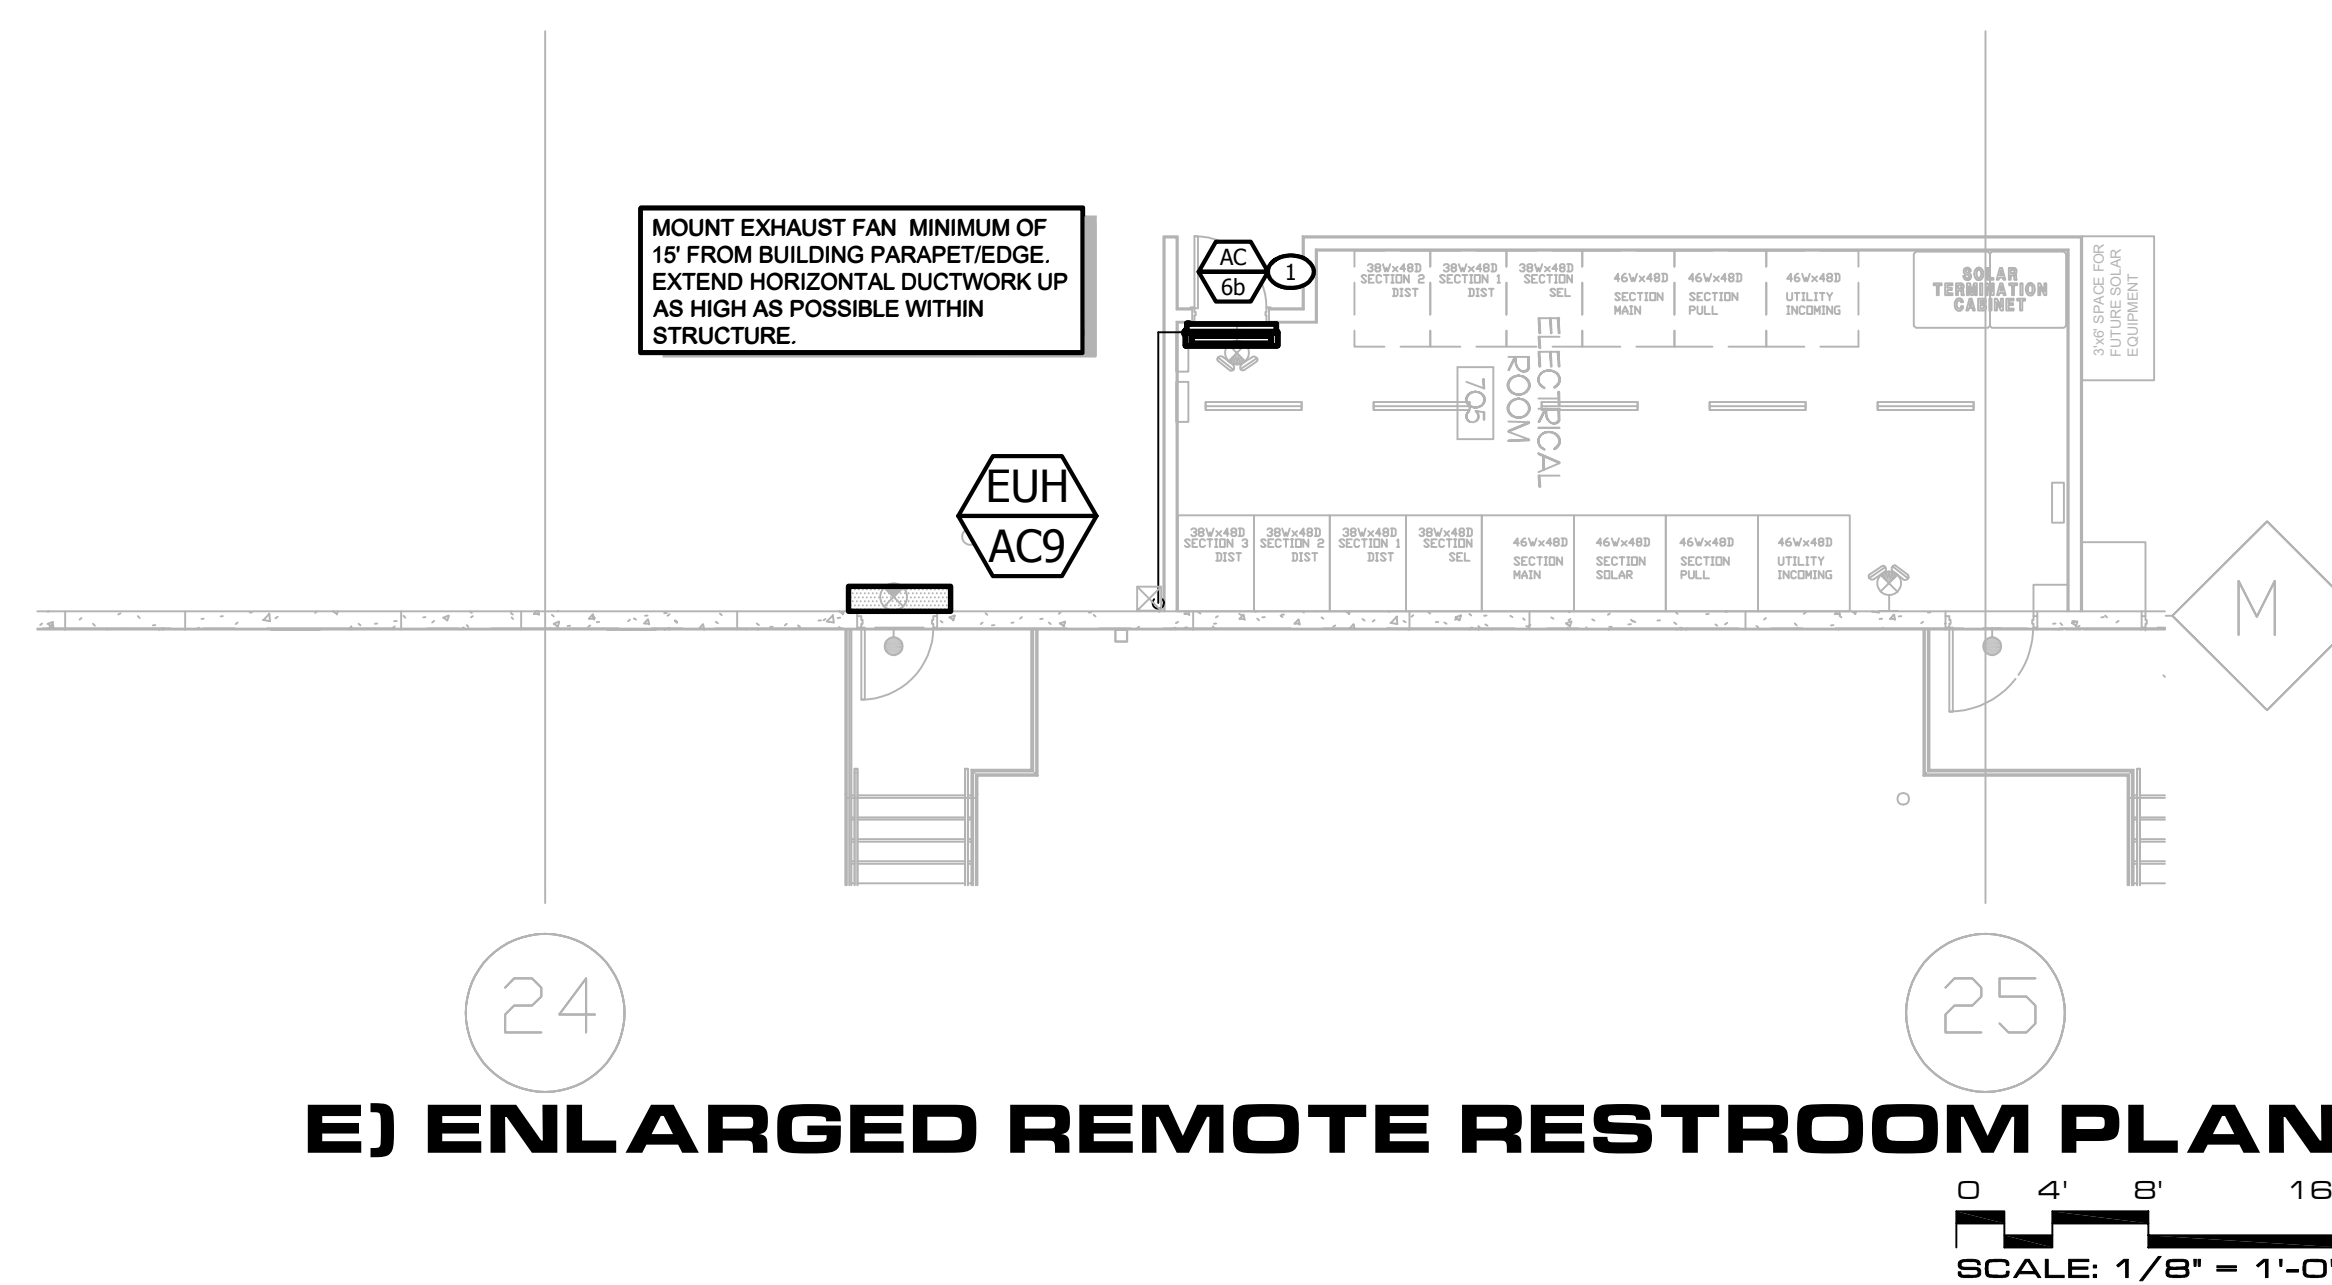 MOUNT EXHAUST FAN  MINIMUM OF
15' FROM BUILDING PARAPET/EDGE.
EXTEND HORIZONTAL DUCTWORK UP
AS HIGH AS POSSIBLE WITHIN
STRUCTURE.
AC
6b
1
38Wx48D
SECTION 2
DIST
38Wx48D
SECTION 1
DIST
38Wx48D
SECTION
SEL
46Wx48D
SECTION
MAIN
46Wx48D
SECTION
PULL
46Wx48D
UTILITY
INCOMING
SOLAR
TERMINATION
CABINET
3'x6' SPACE FOR
FUTURE SOLAR
EQUIPMENT
ELECTRICAL
ROOM
705
EUH
AC9
38Wx48D
SECTION 3
DIST
38Wx48D
SECTION 2
DIST
38Wx48D
SECTION 1
DIST
38Wx48D
SECTION
SEL
46Wx48D
SECTION
MAIN
46Wx48D
SECTION
SOLAR
46Wx48D
SECTION
PULL
46Wx48D
UTILITY
INCOMING
M
24
25
E) ENLARGED REMOTE RESTROOM PLAN
0 4' 8' 16
SCALE: 1/8" = 1'-0"